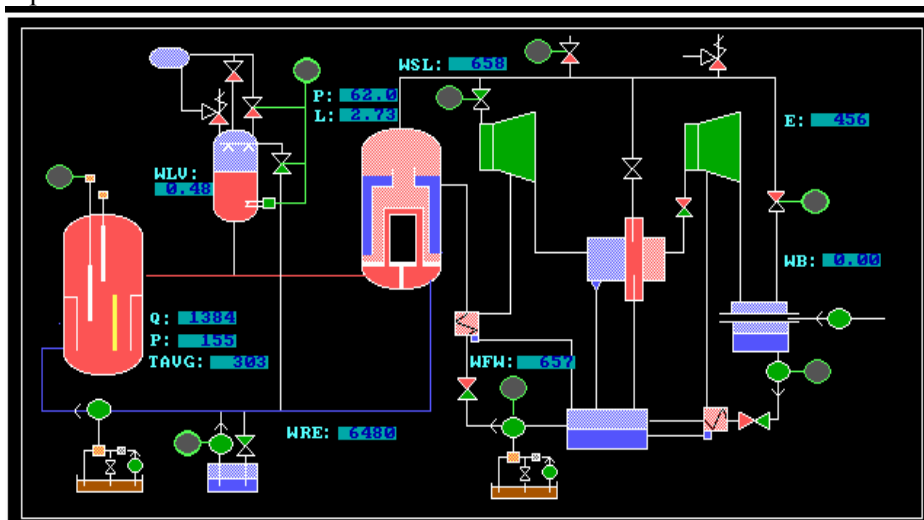 WSL: 658
P: 62.0
L: 2.73
E: 456
WLV:
0.48
WB: 0.00
Q: 1384
P: 155
TAVG: 303
WFW: 657
WRE: 6480